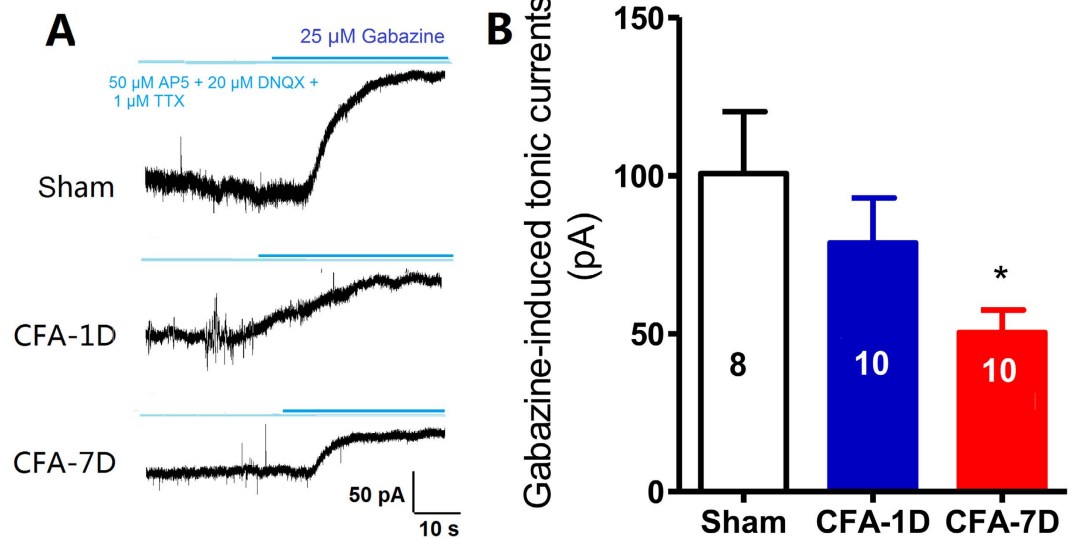 A
25 µM Gabazine
50 µM AP5 + 20 µM DNQX +
1 µM TTX
Sham
CFA-1D
CFA-7D
50 pA
10 s
B
Gabazine-induced tonic currents
(pA)
150
100
50
0
*
8
10
10
Sham
CFA-1D
CFA-7D